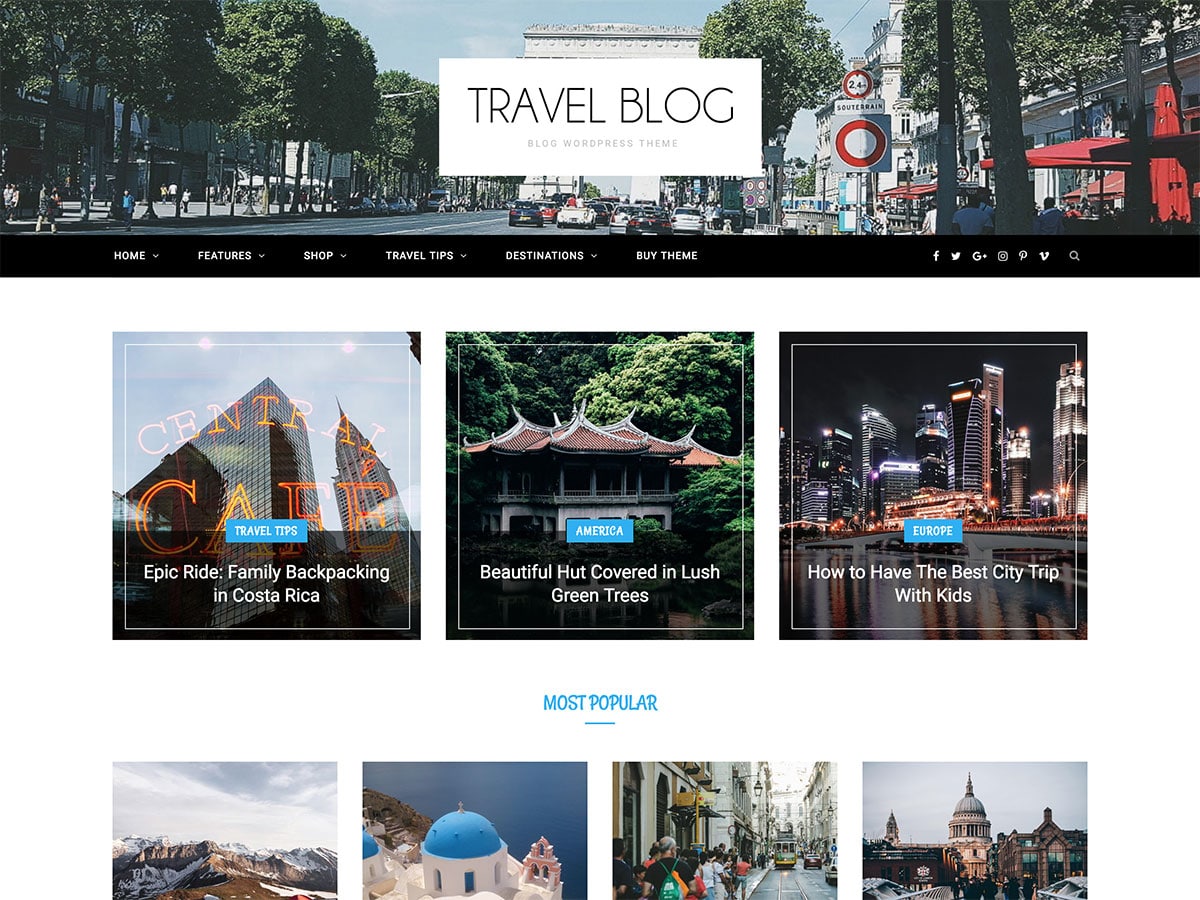 TRAVEL BLOG
BLOG WORDPRESS THEME
2,4m
SOUTERRAIN
HOME
FEATURES
SHOP
TRAVEL TIPS
DESTINATIONS
BUY THEME
CENTRAL
CAFE
TRAVEL TIPS
Epic Ride: Family Backpacking
in Costa Rica
AMERICA
Beautiful Hut Covered in Lush
Green Trees
EUROPE
How to Have The Best City Trip
With Kids
MOST POPULAR